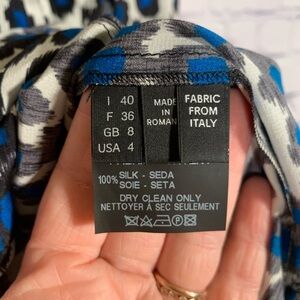 I 40
F 36
GB 8
USA 4
MADE
IN
FABRIC
FROM
ITALY
100% SILK - SEDA
SOIE - SETA
DRY CLEAN ONLY
NETTOYER A SEC SEULEMENT